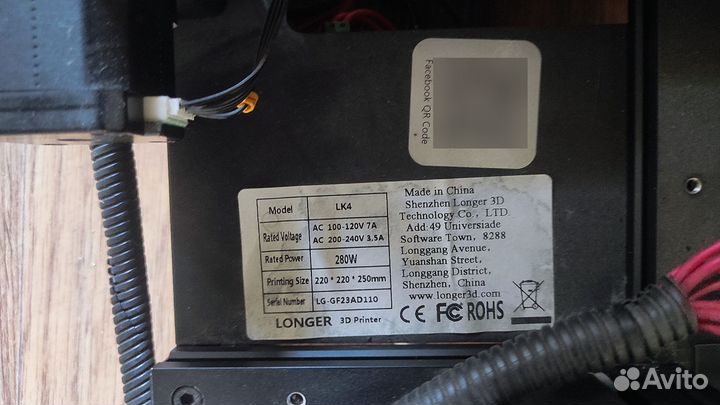 Facebook QR Code
Model LK4
Rated Voltage AC 100-120V 7A
AC 200-240V 3.5A
Rated Power 280W
Printing Size 220 * 220 * 250mm
Serial Number LG-GF23AD110
LONGER 3D Printer
Made in China
Shenzhen Longer 3D
Technology Co., LTD
Add:49 Universiade
Software Town, 8288
Longgang Avenue,
Yuanshan Street,
Longgang District,
Shenzhen, China
www.longer3d.com
CE FC ROHS
Avito